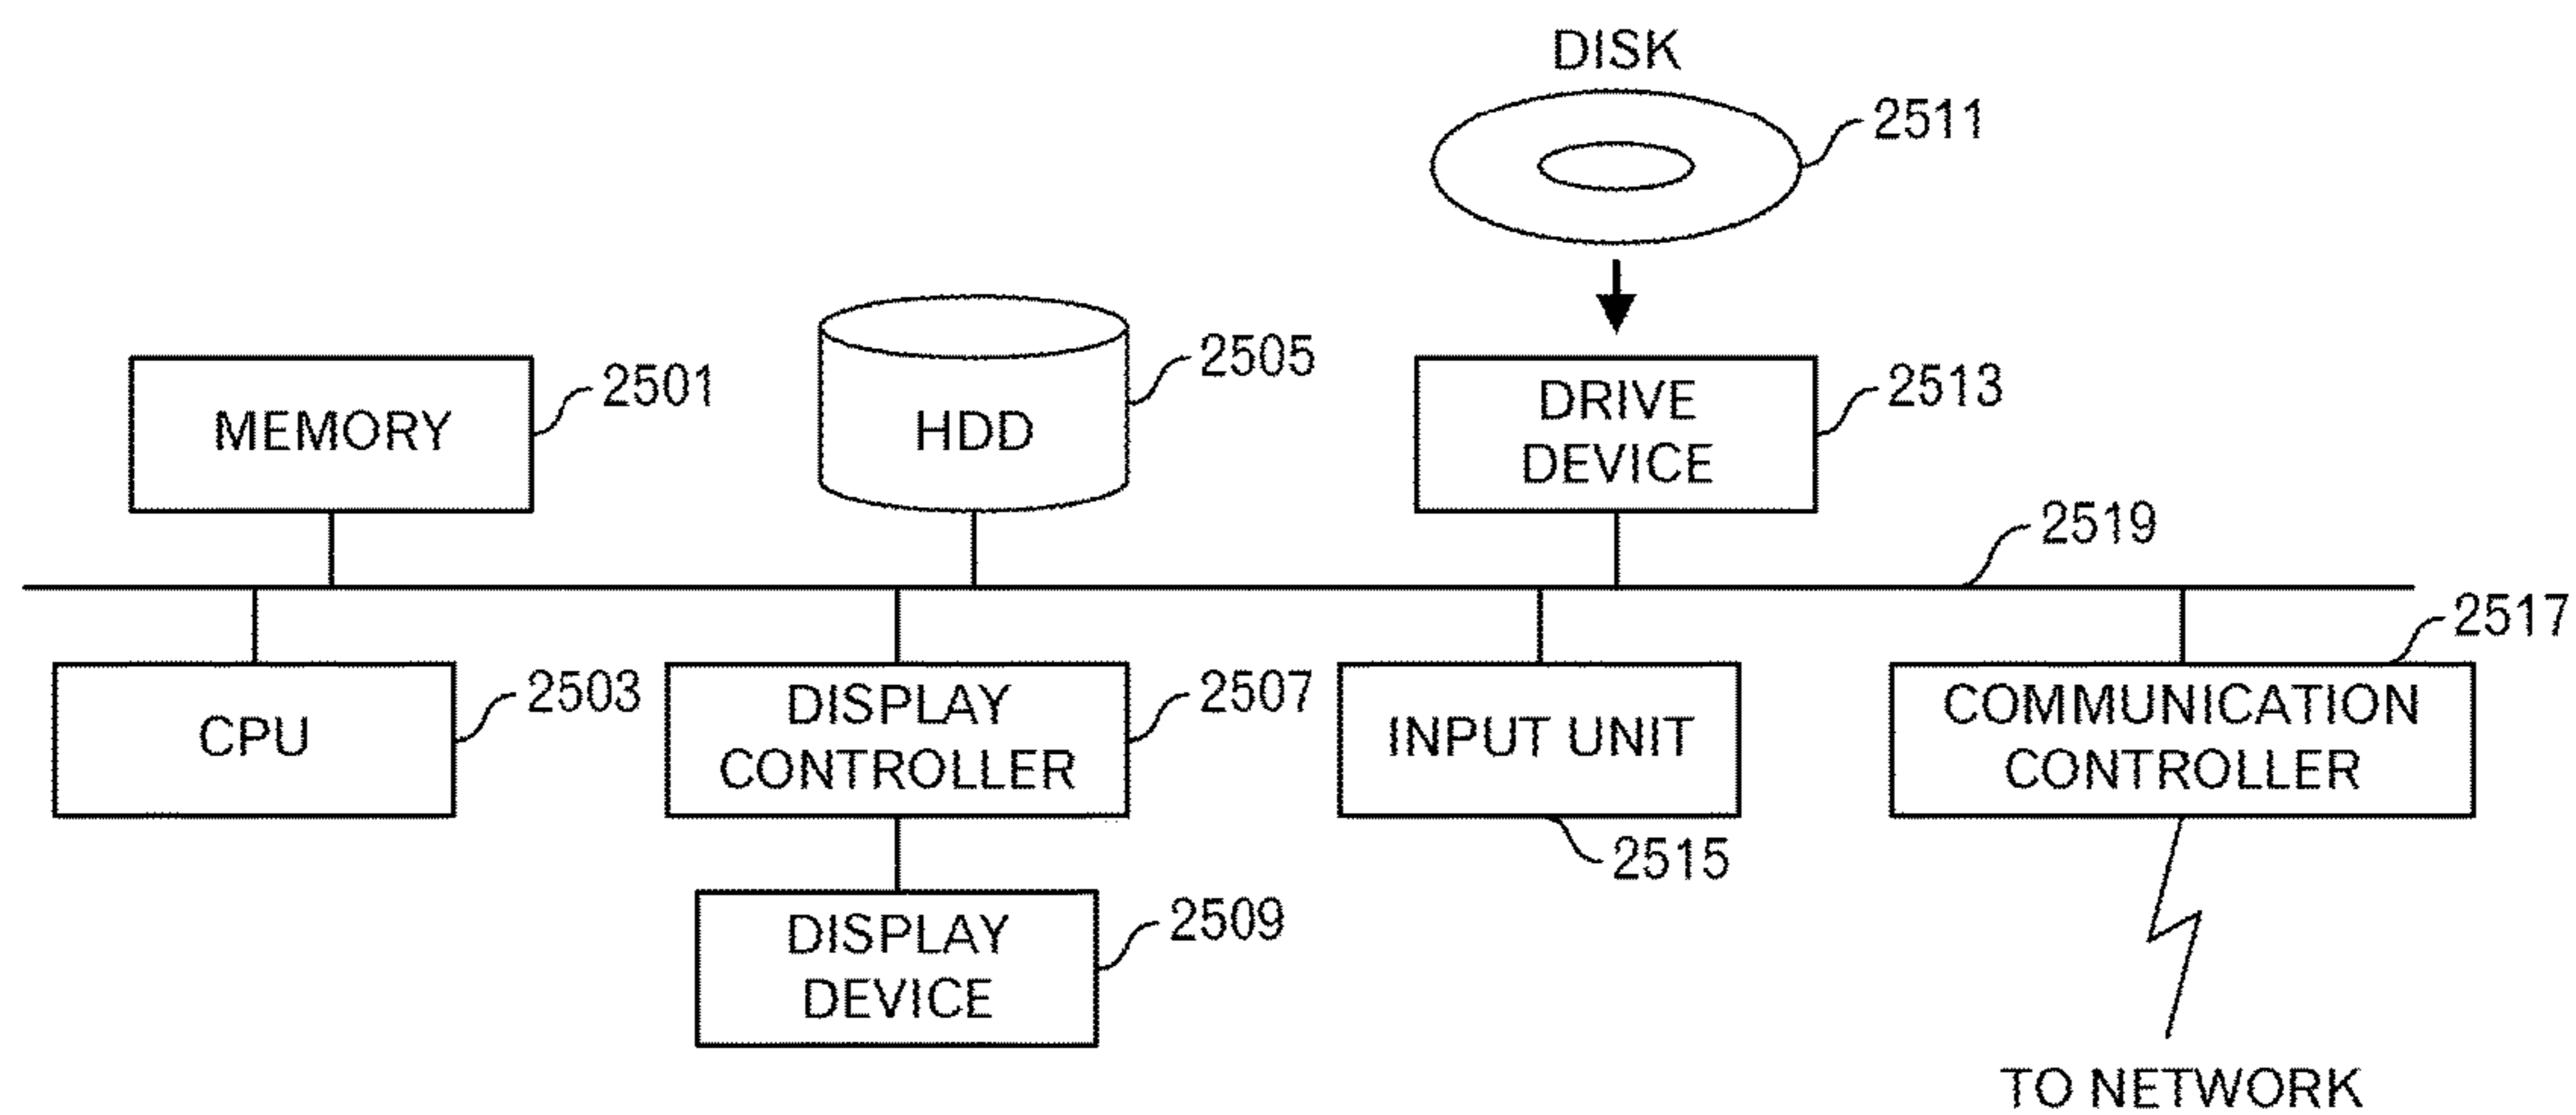 DISK
2511
2505
2501
MEMORY
HDD
DRIVE
DEVICE
2513
2519
2517
CPU
2503
DISPLAY
CONTROLLER
2507
INPUT UNIT
2515
COMMUNICATION
CONTROLLER
DISPLAY
DEVICE
2509
TO NETWORK